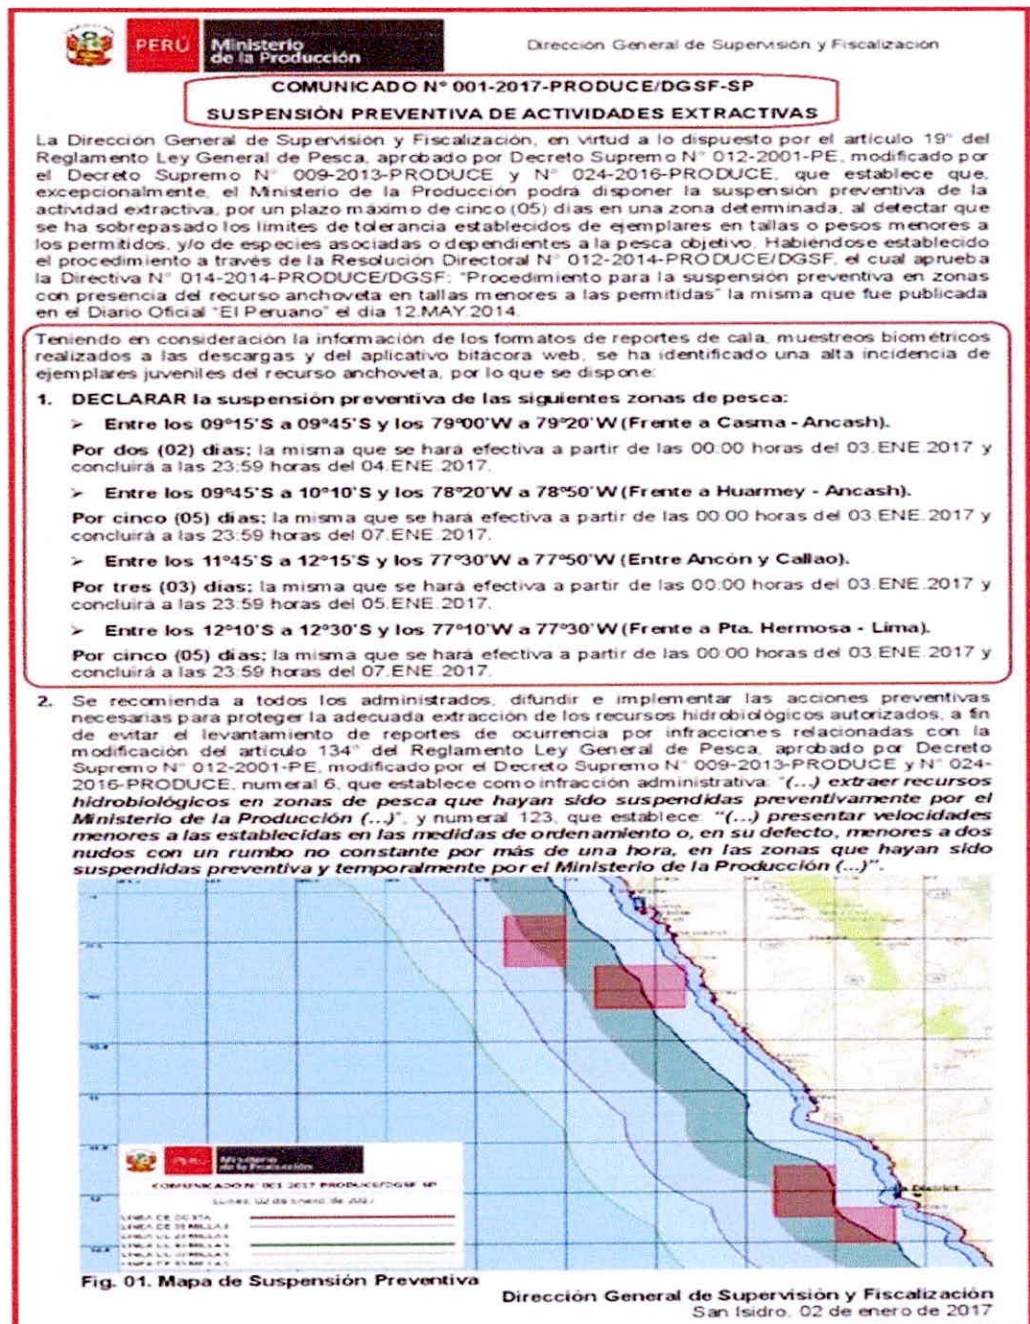 PERÚ Ministerio de la Producción
Dirección General de Supervisión y Fiscalización
COMUNICADO N° 001-2017-PRODUCE/DGSF-SP
SUSPENSIÓN PREVENTIVA DE ACTIVIDADES EXTRACTIVAS
La Dirección General de Supervisión y Fiscalización, en virtud a lo dispuesto por el artículo 19° del
Reglamento Ley General de Pesca, aprobado por Decreto Supremo N° 012-2001-PE, modificado por
el Decreto Supremo N° 009-2013-PRODUCE y N° 024-2016-PRODUCE, que establece que,
excepcionalmente, el Ministerio de la Producción podrá disponer la suspensión preventiva de la
actividad extractiva, por un plazo máximo de cinco (05) días en una zona determinada, al detectar que
se ha sobrepasado los límites de tolerancia establecidos de ejemplares en tallas o pesos menores a
los permitidos, y/o de especies asociadas o dependientes a la pesca objetivo. Habiéndose establecido
el procedimiento a través de la Resolución Directoral N° 012-2014-PRODUCE/DGSF, el cual aprueba
la Directiva N° 014-2014-PRODUCE/DGSF: "Procedimiento para la suspensión preventiva en zonas
con presencia del recurso anchoveta en tallas menores a las permitidas" la misma que fue publicada
en el Diario Oficial "El Peruano" el día 12.MAY.2014.
Teniendo en consideración la información de los formatos de reportes de cala, muestreos biométricos
realizados a las descargas y del aplicativo bitácora web, se ha identificado una alta incidencia de
ejemplares juveniles del recurso anchoveta, por lo que se dispone:
1. DECLARAR la suspensión preventiva de las siguientes zonas de pesca:
➢ Entre los 09°15'S a 09°45'S y los 79°00'W a 79°20'W (Frente a Casma - Ancash).
Por dos (02) días; la misma que se hará efectiva a partir de las 00:00 horas del 03.ENE.2017 y
concluirá a las 23:59 horas del 04.ENE.2017.
➢ Entre los 09°45'S a 10°10'S y los 78°20'W a 78°50'W (Frente a Huarmey - Ancash).
Por cinco (05) días; la misma que se hará efectiva a partir de las 00:00 horas del 03.ENE.2017 y
concluirá a las 23:59 horas del 07.ENE.2017.
➢ Entre los 11°45'S a 12°15'S y los 77°30'W a 77°50'W (Entre Ancón y Callao).
Por tres (03) días; la misma que se hará efectiva a partir de las 00:00 horas del 03.ENE.2017 y
concluirá a las 23:59 horas del 05.ENE.2017.
➢ Entre los 12°10'S a 12°30'S y los 77°10'W a 77°30'W (Frente a Pta. Hermosa - Lima).
Por cinco (05) días; la misma que se hará efectiva a partir de las 00:00 horas del 03.ENE.2017 y
concluirá a las 23:59 horas del 07.ENE.2017.
2. Se recomienda a todos los administrados, difundir e implementar las acciones preventivas
necesarias para proteger la adecuada extracción de los recursos hidrobiológicos autorizados, a fin
de evitar el levantamiento de reportes de ocurrencia por infracciones relacionadas con la
modificación del artículo 134° del Reglamento Ley General de Pesca, aprobado por Decreto
Supremo N° 012-2001-PE, modificado por el Decreto Supremo N° 009-2013-PRODUCE y N° 024-
2016-PRODUCE, numeral 6, que establece como infracción administrativa: "(...) extraer recursos
hidrobiológicos en zonas de pesca que hayan sido suspendidas preventivamente por el
Ministerio de la Producción (...)", y numeral 123, que establece: "(...) presentar velocidades
menores a las establecidas en las medidas de ordenamiento o, en su defecto, menores a dos
nudos con un rumbo no constante por más de una hora, en las zonas que hayan sido
suspendidas preventiva y temporalmente por el Ministerio de la Producción (...)".
PERÚ Ministerio de la Producción
COMUNICADO N° 001-2017-PRODUCE/DGSF-SP
Lunes, 02 de Enero de 2017
LINEA DE COSTA
Fig. 01. Mapa de Suspensión Preventiva
Dirección General de Supervisión y Fiscalización
San Isidro, 02 de enero de 2017